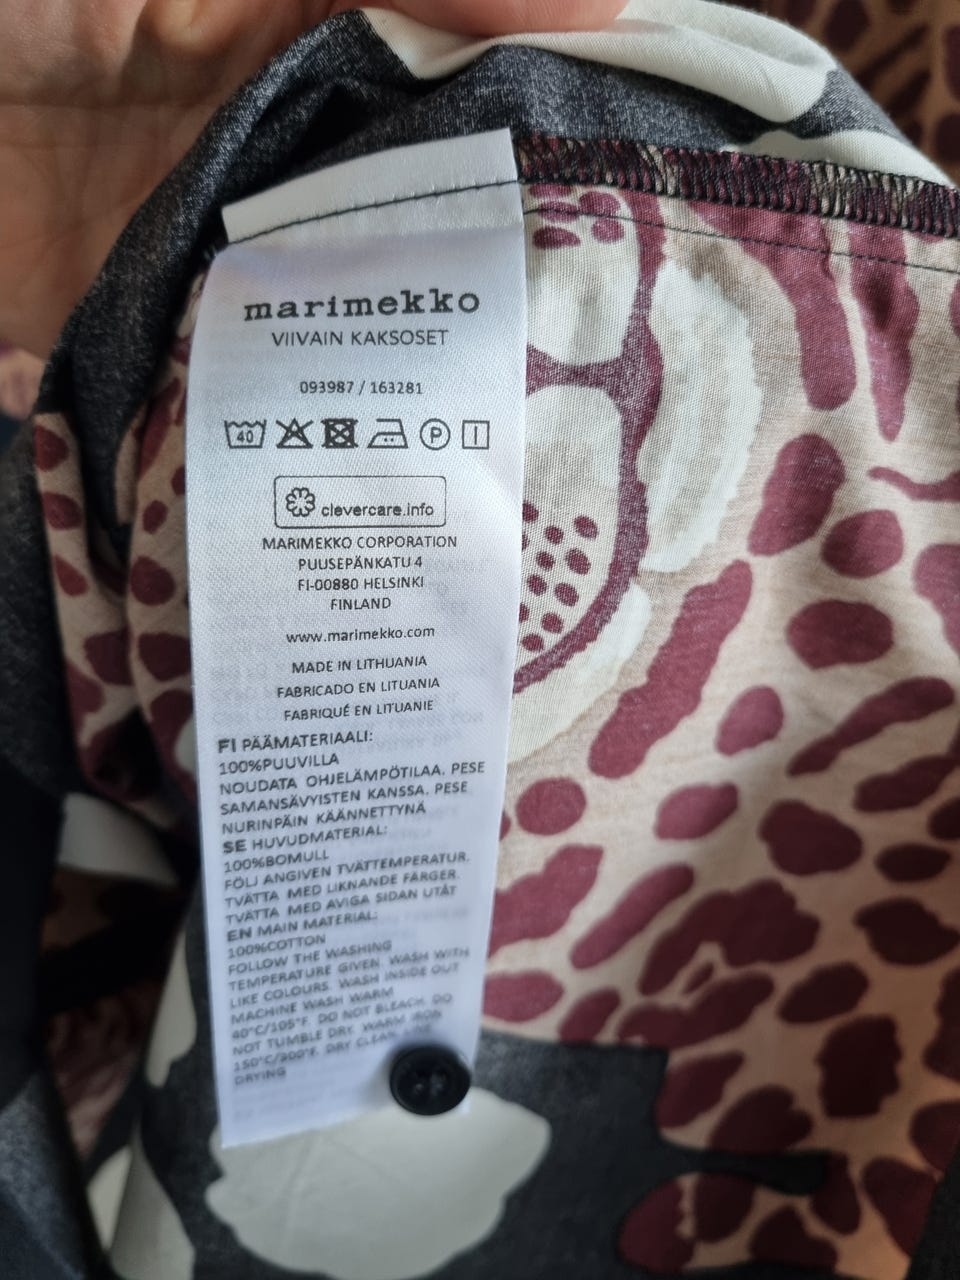 marimekko
VIIVAIN KAKSOSET
093987 / 163281
40 P
clevercare.info
MARIMEKKO CORPORATION
PUUSEPÄNKATU 4
FI-00880 HELSINKI
FINLAND
www.marimekko.com
MADE IN LITHUANIA
FABRICADO EN LITUANIA
FABRIQUÉ EN LITUANIE
FI PÄÄMATERIAALI:
100%PUUVILLA
NOUDATA OHJELÄMPÖTILAA. PESE
SAMANSÄVYISTEN KANSSA. PESE
NURINPÄIN KÄÄNNETTYNÄ
SE HUVUDMATERIAL:
100%BOMULL
FÖLJ ANGIVEN TVÄTTEMPERATUR.
TVÄTTA MED LIKNANDE FÄRGER.
TVÄTTA MED AVIGA SIDAN UTÅT
EN MAIN MATERIAL:
100%COTTON
FOLLOW THE WASHING
TEMPERATURE GIVEN. WASH WITH
LIKE COLOURS. WASH INSIDE OUT
MACHINE WASH WARM
40°C/105°F. DO NOT BLEACH. DO
NOT TUMBLE DRY. WARM IRON
150°C/300°F. DRY CLEAN. LINE
DRYING